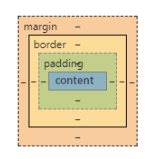 margin –
border –
padding –
– – – content – – –
–
–
–